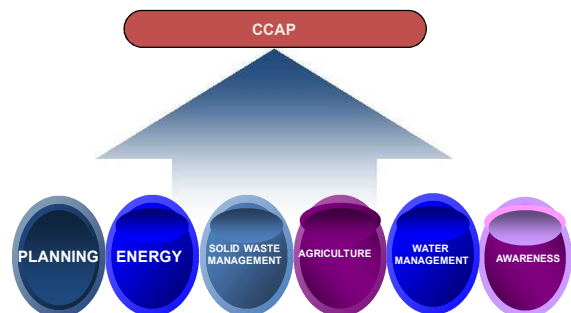 CCAP
PLANNING
ENERGY
SOLID WASTE
MANAGEMENT
AGRICULTURE
WATER
MANAGEMENT
AWARENESS